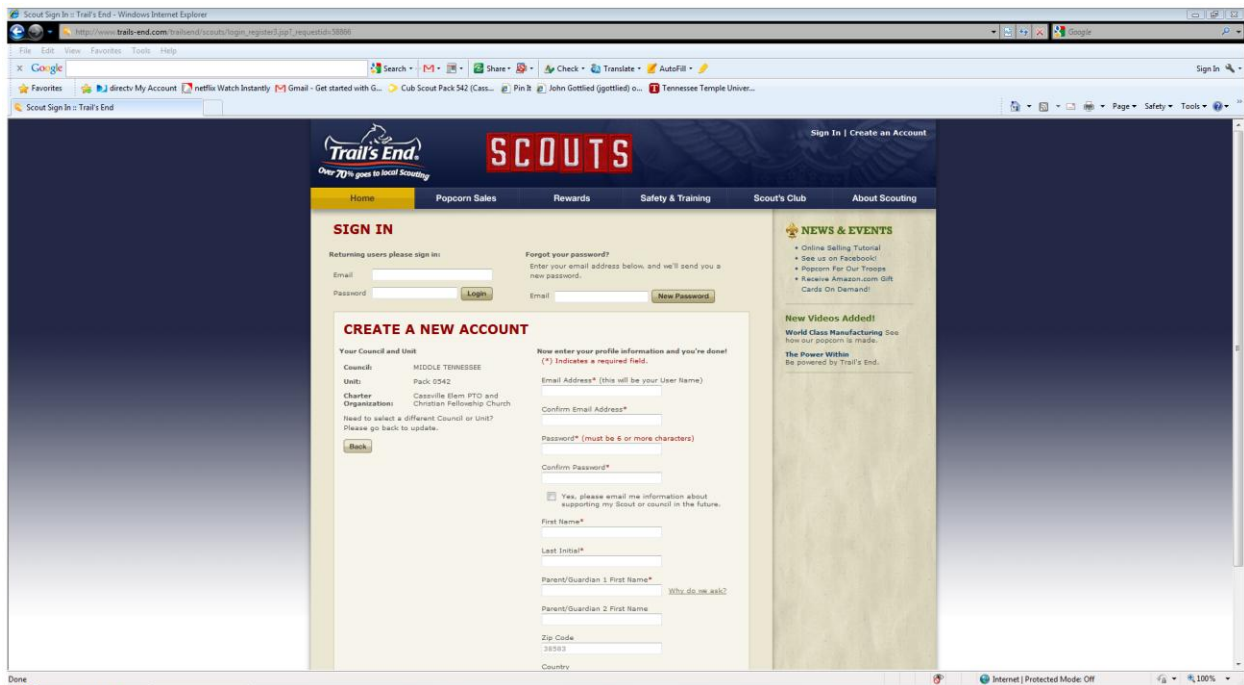 Scout Sign In :: Trail's End - Windows Internet Explorer
http://www.trails-end.com/trailsend/scouts/login_register3.jsp?_requestid=38666
Google
File Edit View Favorites Tools Help
x Google
Search
Share
Check
Translate
AutoFill
Sign In
Favorites
directv My Account
netflix Watch Instantly
Gmail - Get started with G...
Cub Scout Pack 542 (Cass...
Pin It
John Gottlied (jgottlied) o...
Tennessee Temple Univer...
Scout Sign In :: Trail's End
Page Safety Tools
Trail's End®
Over 70% goes to local Scouting
SCOUTS
Sign In | Create an Account
Home
Popcorn Sales
Rewards
Safety & Training
Scout's Club
About Scouting
SIGN IN
Returning users please sign in:
Email
Password
Login
Forgot your password?
Enter your email address below, and we'll send you a
new password.
Email
New Password
CREATE A NEW ACCOUNT
Your Council and Unit
Council: MIDDLE TENNESSEE
Unit: Pack 0542
Charter Organization: Cassville Elem PTO and
Christian Fellowship Church
Need to select a different Council or Unit?
Please go back to update.
Back
Now enter your profile information and you're done!
(*) Indicates a required field.
Email Address* (this will be your User Name)
Confirm Email Address*
Password* (must be 6 or more characters)
Confirm Password*
Yes, please email me information about
supporting my Scout or council in the future.
First Name*
Last Initial*
Parent/Guardian 1 First Name*
Why do we ask?
Parent/Guardian 2 First Name
Zip Code
38583
Country
NEWS & EVENTS
• Online Selling Tutorial
• See us on Facebook!
• Popcorn For Our Troops
• Receive Amazon.com Gift
Cards On Demand!
New Videos Added!
World Class Manufacturing See
how our popcorn is made.
The Power Within
Be powered by Trail's End.
Done
Internet | Protected Mode: Off
100%